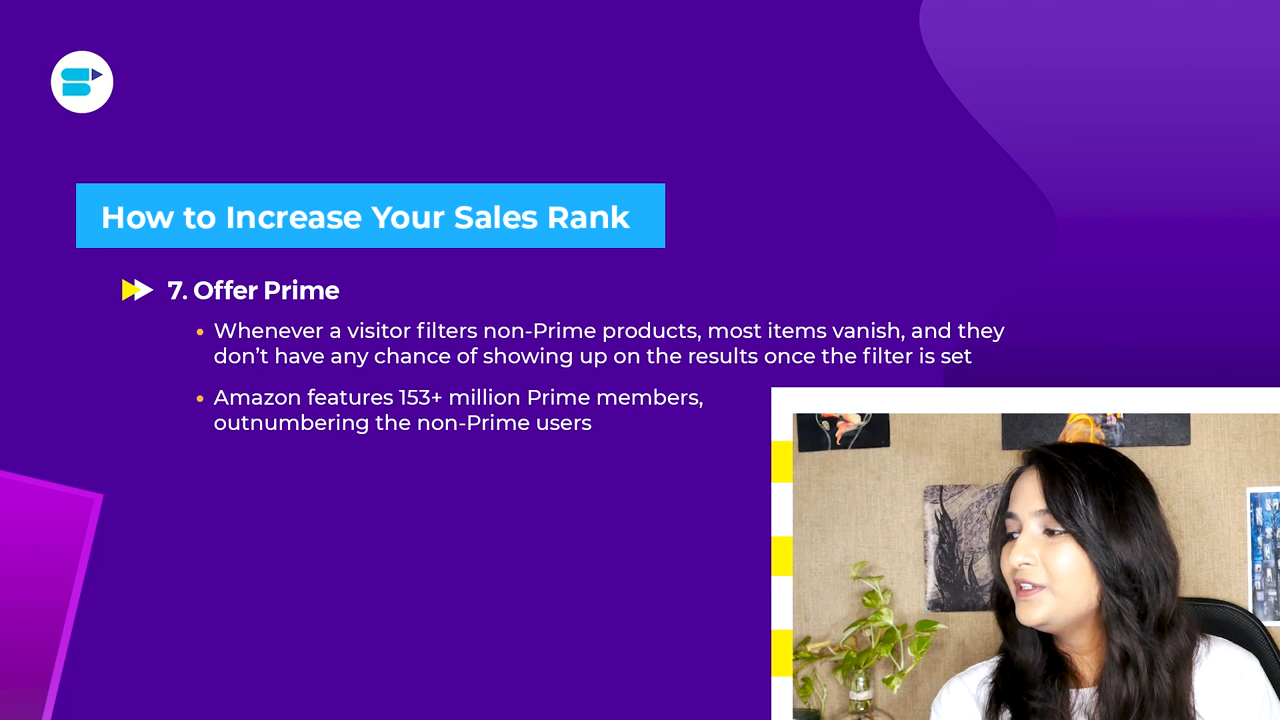 How to Increase Your Sales Rank
7. Offer Prime
• Whenever a visitor filters non-Prime products, most items vanish, and they
don’t have any chance of showing up on the results once the filter is set
• Amazon features 153+ million Prime members,
outnumbering the non-Prime users